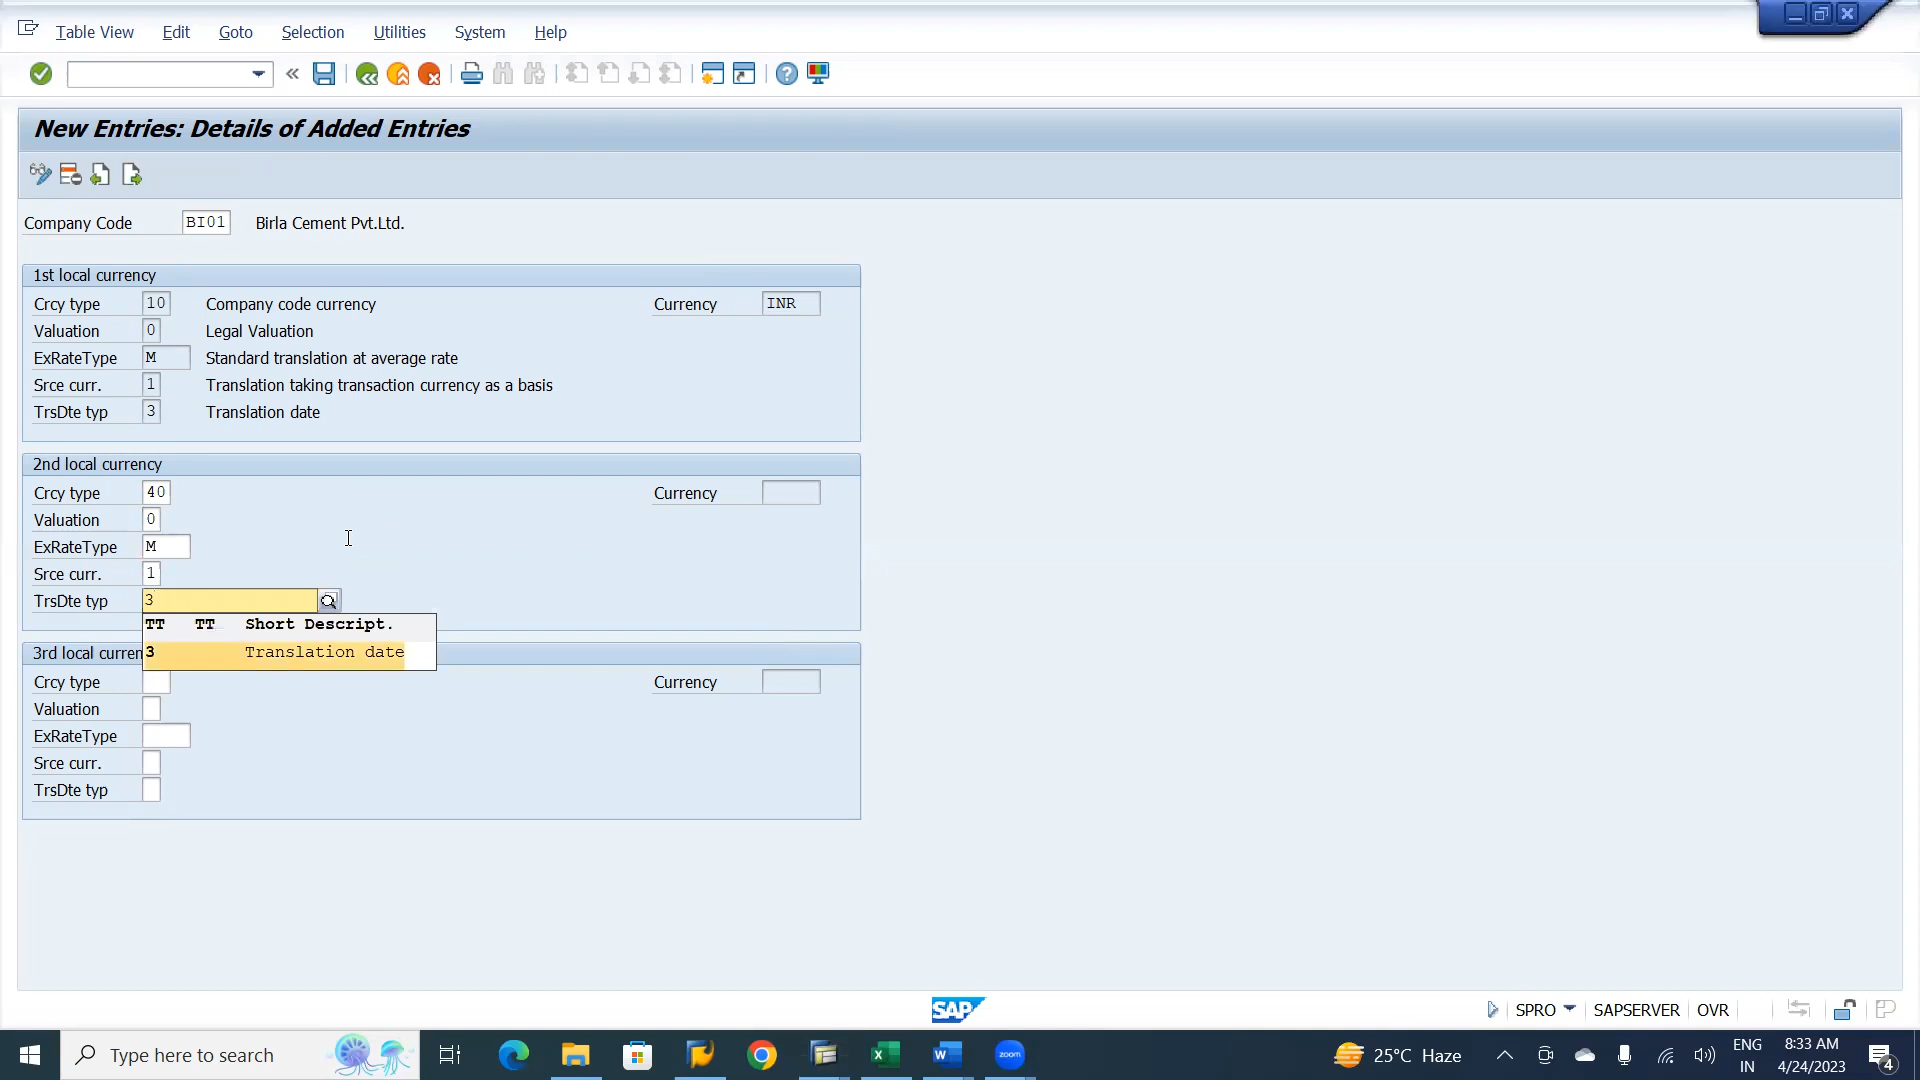 Table View Edit Goto Selection Utilities System Help
New Entries: Details of Added Entries
Company Code BI01 Birla Cement Pvt.Ltd.
1st local currency
Crcy type 10 Company code currency Currency INR
Valuation 0 Legal Valuation
ExRateType M Standard translation at average rate
Srce curr. 1 Translation taking transaction currency as a basis
TrsDte typ 3 Translation date
2nd local currency
Crcy type 40 Currency
Valuation 0
ExRateType M
Srce curr. 1
TrsDte typ 3
TT TT Short Descript.
3 Translation date
3rd local curren
Crcy type Currency
Valuation
ExRateType
Srce curr.
TrsDte typ
SAP SPRO SAPSERVER OVR
Type here to search zoom 25°C Haze ENG 8:33 AM
IN 4/24/2023 4